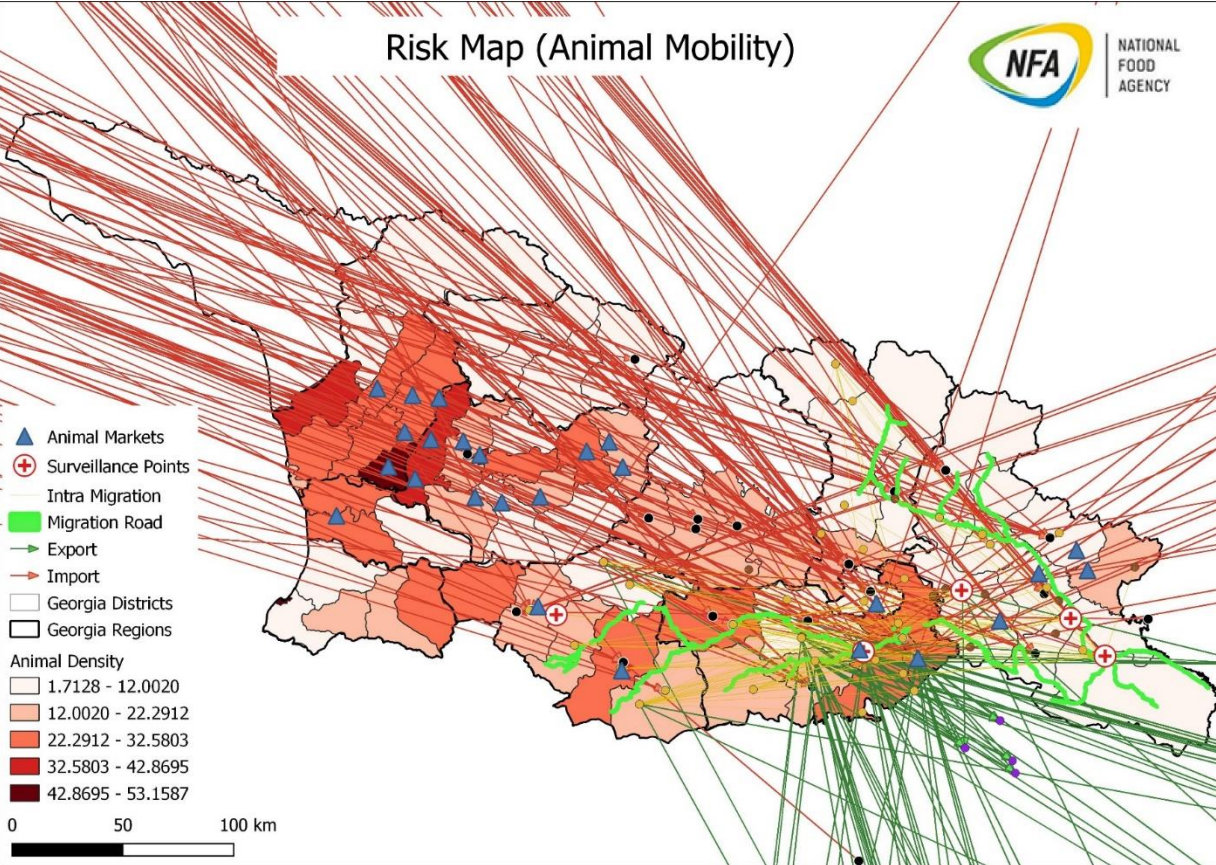 Risk Map (Animal Mobility)
NFA
NATIONAL
FOOD
AGENCY
Animal Markets
Surveillance Points
Intra Migration
Migration Road
Export
Import
Georgia Districts
Georgia Regions
Animal Density
1.7128 - 12.0020
12.0020 - 22.2912
22.2912 - 32.5803
32.5803 - 42.8695
42.8695 - 53.1587
0 50 100 km